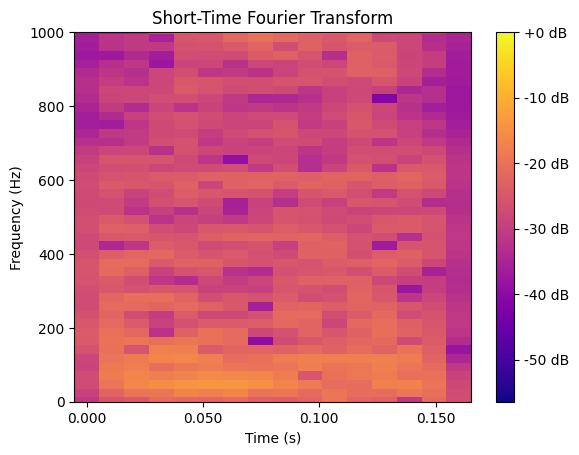 Short-Time Fourier Transform
1000
800
600
400
200
0
Frequency (Hz)
0.000
0.050
0.100
0.150
Time (s)
+0 dB
-10 dB
-20 dB
-30 dB
-40 dB
-50 dB